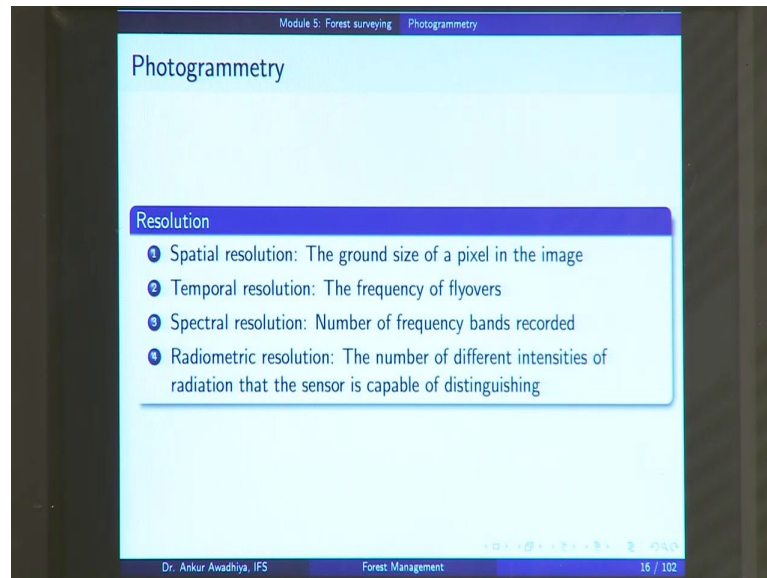 Module 5: Forest surveying Photogrammetry
Photogrammetry
Resolution
1 Spatial resolution: The ground size of a pixel in the image
2 Temporal resolution: The frequency of flyovers
3 Spectral resolution: Number of frequency bands recorded
4 Radiometric resolution: The number of different intensities of
radiation that the sensor is capable of distinguishing
Dr. Ankur Awadhiya, IFS Forest Management 16 / 102